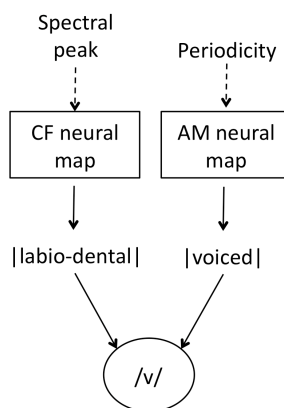 Spectral
peak
Periodicity
CF neural
map
AM neural
map
|labio-dental|
|voiced|
/v/